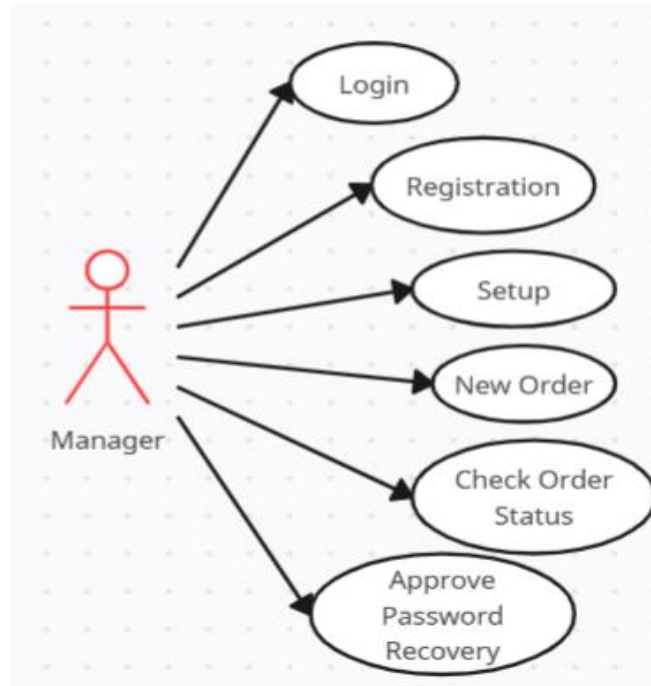 Login
Registration
Setup
New Order
Manager
Check Order
Status
Approve
Password
Recovery